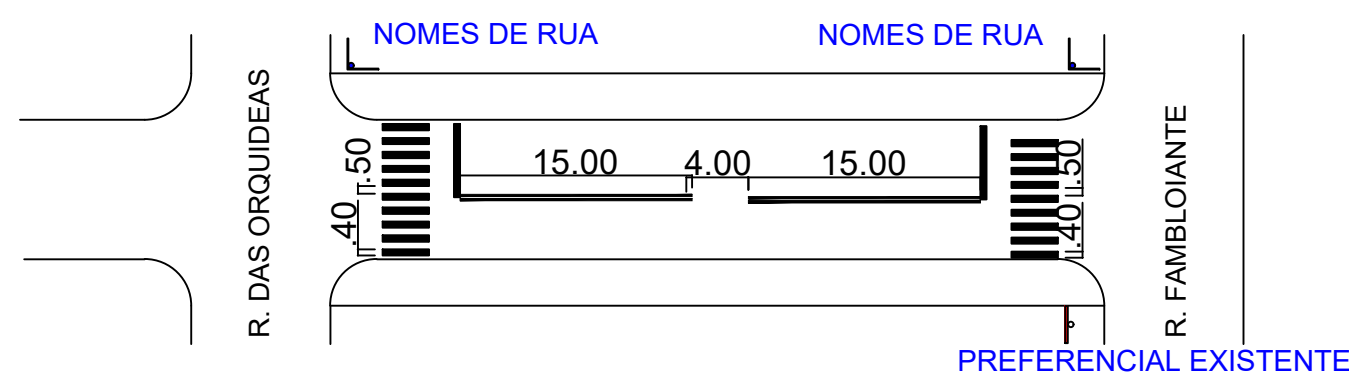 NOMES DE RUA
NOMES DE RUA
R. DAS ORQUIDEAS
.50
.40
15.00
4.00
15.00
.50
.40
R. FAMBLOIANTE
PREFERENCIAL EXISTENTE